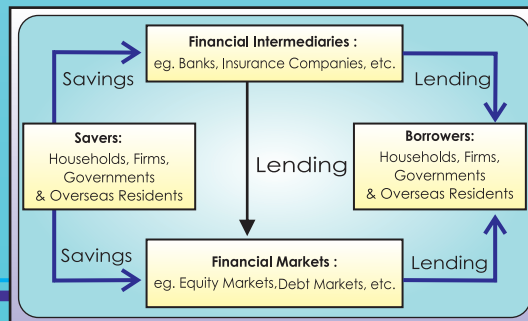 Financial Intermediaries :
eg. Banks, Insurance Companies, etc.
Savings
Lending
Savers:
Households, Firms,
Governments
& Overseas Residents
Lending
Borrowers:
Households, Firms,
Governments
& Overseas Residents
Savings
Financial Markets :
eg. Equity Markets, Debt Markets, etc.
Lending